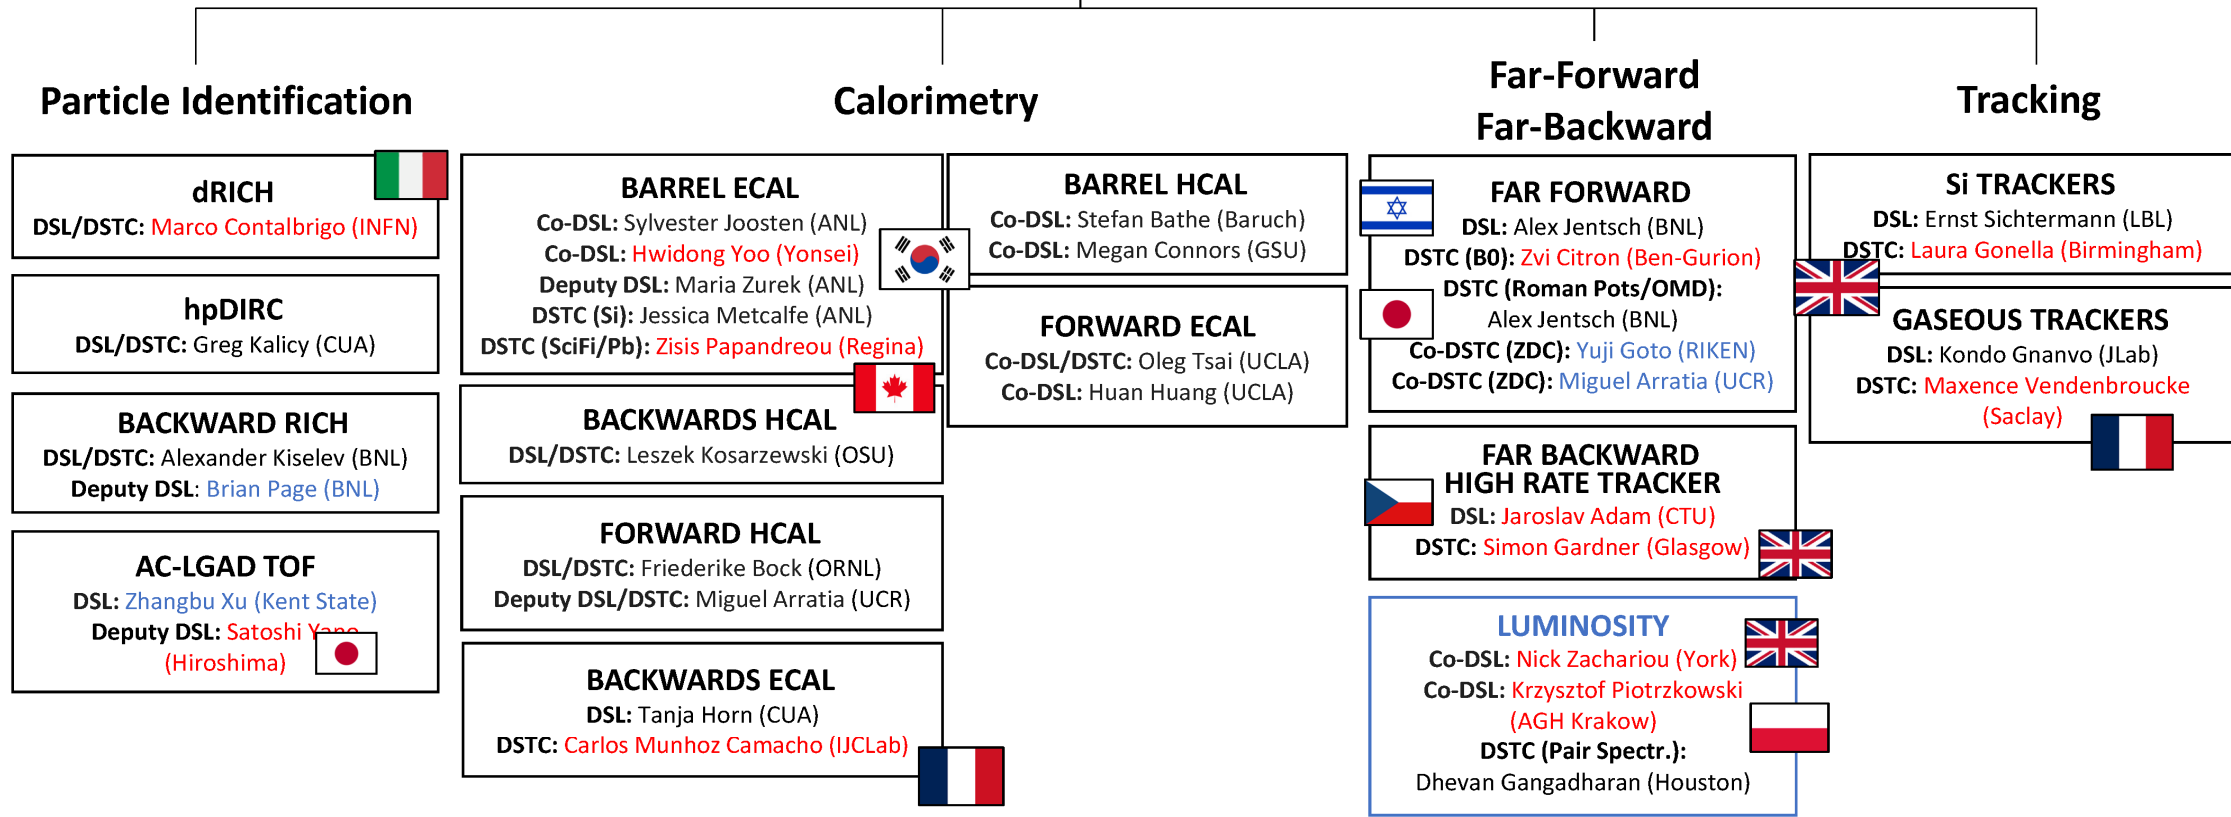 Particle Identification
dRICH
DSL/DSTC: Marco Contalbrigo (INFN)
hpDIRC
DSL/DSTC: Greg Kalicy (CUA)
BACKWARD RICH
DSL/DSTC: Alexander Kiselev (BNL)
Deputy DSL: Brian Page (BNL)
AC-LGAD TOF
DSL: Zhangbu Xu (Kent State)
Deputy DSL: Satoshi Yano
(Hiroshima)
Calorimetry
BARREL ECAL
Co-DSL: Sylvester Joosten (ANL)
Co-DSL: Hwidong Yoo (Yonsei)
Deputy DSL: Maria Zurek (ANL)
DSTC (Si): Jessica Metcalfe (ANL)
DSTC (SciFi/Pb): Zisis Papandreou (Regina)
BACKWARDS HCAL
DSL/DSTC: Leszek Kosarzewski (OSU)
FORWARD HCAL
DSL/DSTC: Friederike Bock (ORNL)
Deputy DSL/DSTC: Miguel Arratia (UCR)
BACKWARDS ECAL
DSL: Tanja Horn (CUA)
DSTC: Carlos Munhoz Camacho (IJCLab)
BARREL HCAL
Co-DSL: Stefan Bathe (Baruch)
Co-DSL: Megan Connors (GSU)
FORWARD ECAL
Co-DSL/DSTC: Oleg Tsai (UCLA)
Co-DSL: Huan Huang (UCLA)
Far-Forward
Far-Backward
FAR FORWARD
DSL: Alex Jentsch (BNL)
DSTC (B0): Zvi Citron (Ben-Gurion)
DSTC (Roman Pots/OMD):
Alex Jentsch (BNL)
Co-DSTC (ZDC): Yuji Goto (RIKEN)
Co-DSTC (ZDC): Miguel Arratia (UCR)
FAR BACKWARD
HIGH RATE TRACKER
DSL: Jaroslav Adam (CTU)
DSTC: Simon Gardner (Glasgow)
LUMINOSITY
Co-DSL: Nick Zachariou (York)
Co-DSL: Krzysztof Piotrzkowski
(AGH Krakow)
DSTC (Pair Spectr.):
Dhevan Gangadharan (Houston)
Tracking
Si TRACKERS
DSL: Ernst Sichtermann (LBL)
DSTC: Laura Gonella (Birmingham)
GASEOUS TRACKERS
DSL: Kondo Gnanvo (JLab)
DSTC: Maxence Vendenbroucke
(Saclay)